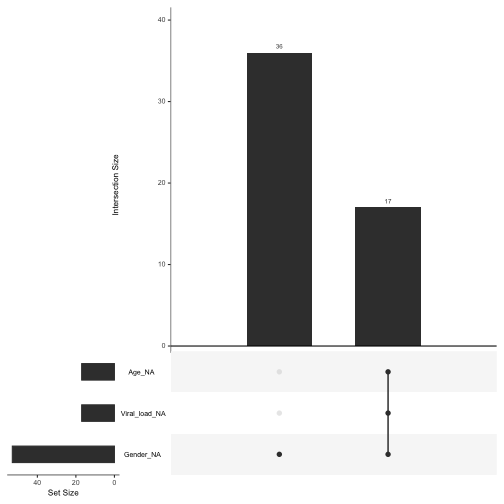 40
36
30
Intersection Size
20
17
10
0
Age_NA
Viral_load_NA
Gender_NA
40 20 0
Set Size